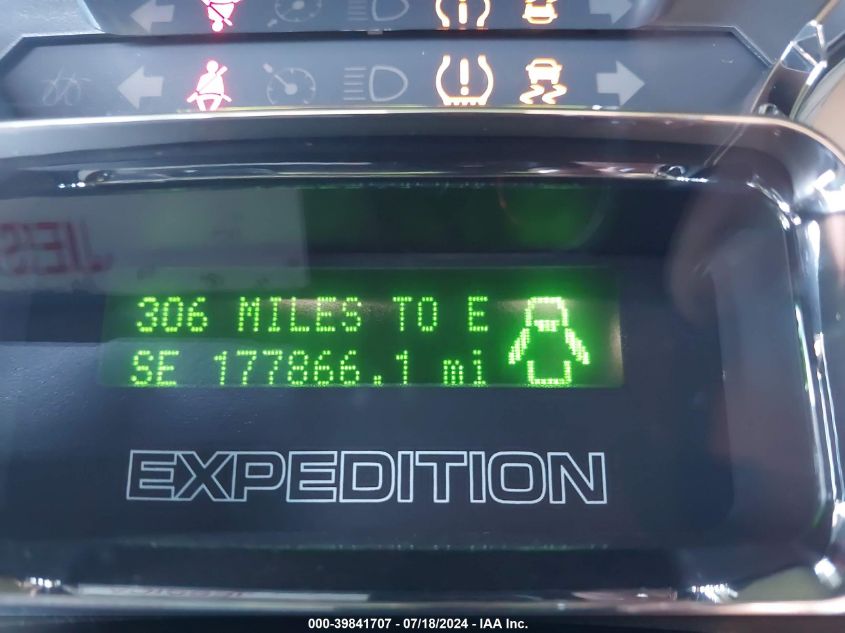 306 MILES TO E
SE 177866.1 mi
EXPEDITION
000-39841707 - 07/18/2024 - IAA Inc.